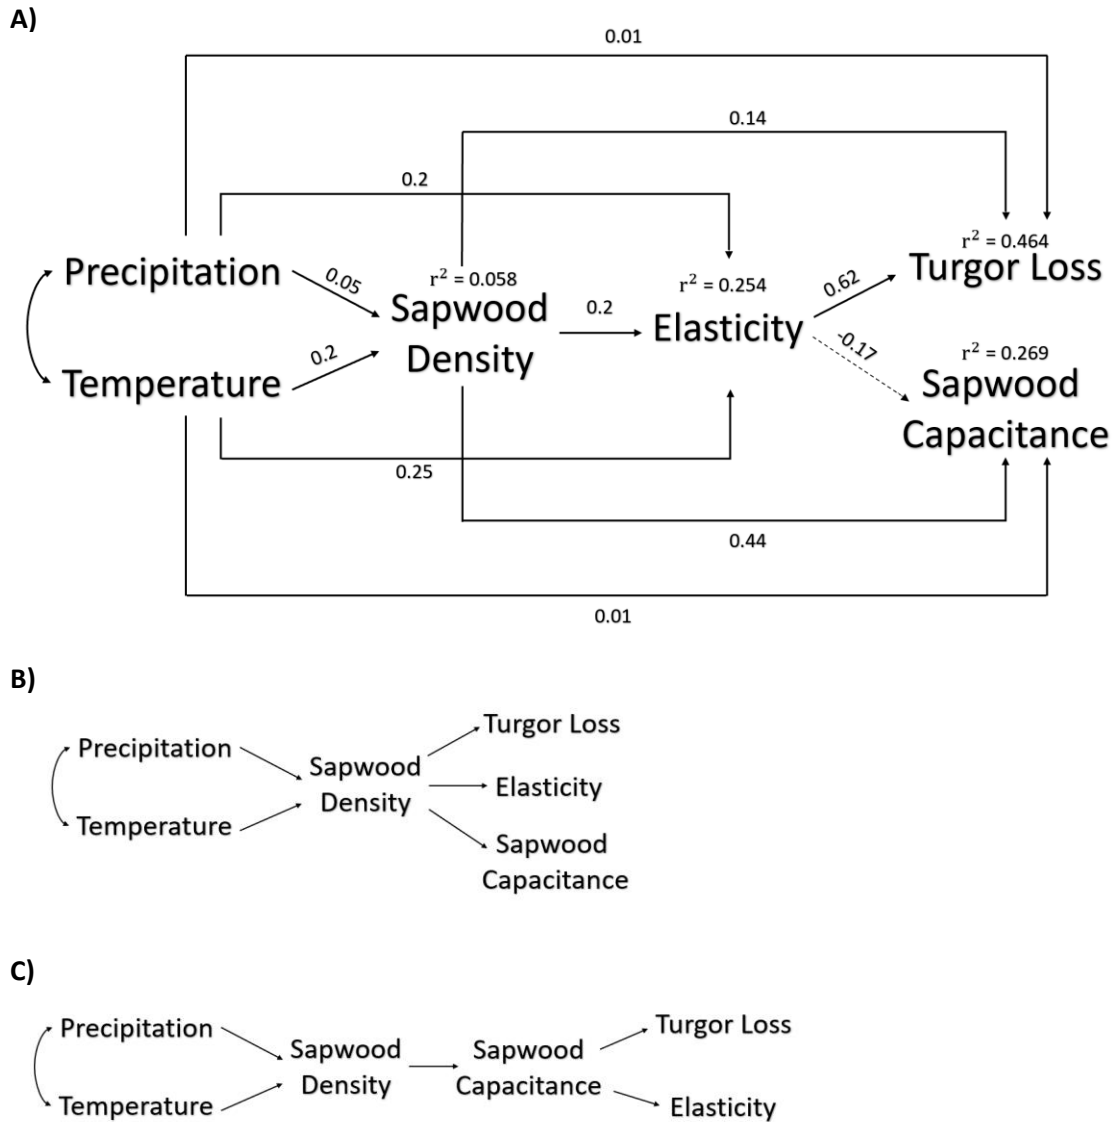 A)
0.01
0.14
0.2
r² = 0.464
Turgor Loss
Precipitation
0.05
r² = 0.058
Sapwood
Density
0.2
r² = 0.254
Elasticity
0.62
-0.17
r² = 0.269
Sapwood
Capacitance
Temperature
0.2
0.25
0.44
0.01
B)
Precipitation
Temperature
Sapwood
Density
Turgor Loss
Elasticity
Sapwood
Capacitance
C)
Precipitation
Temperature
Sapwood
Density
Sapwood
Capacitance
Turgor Loss
Elasticity